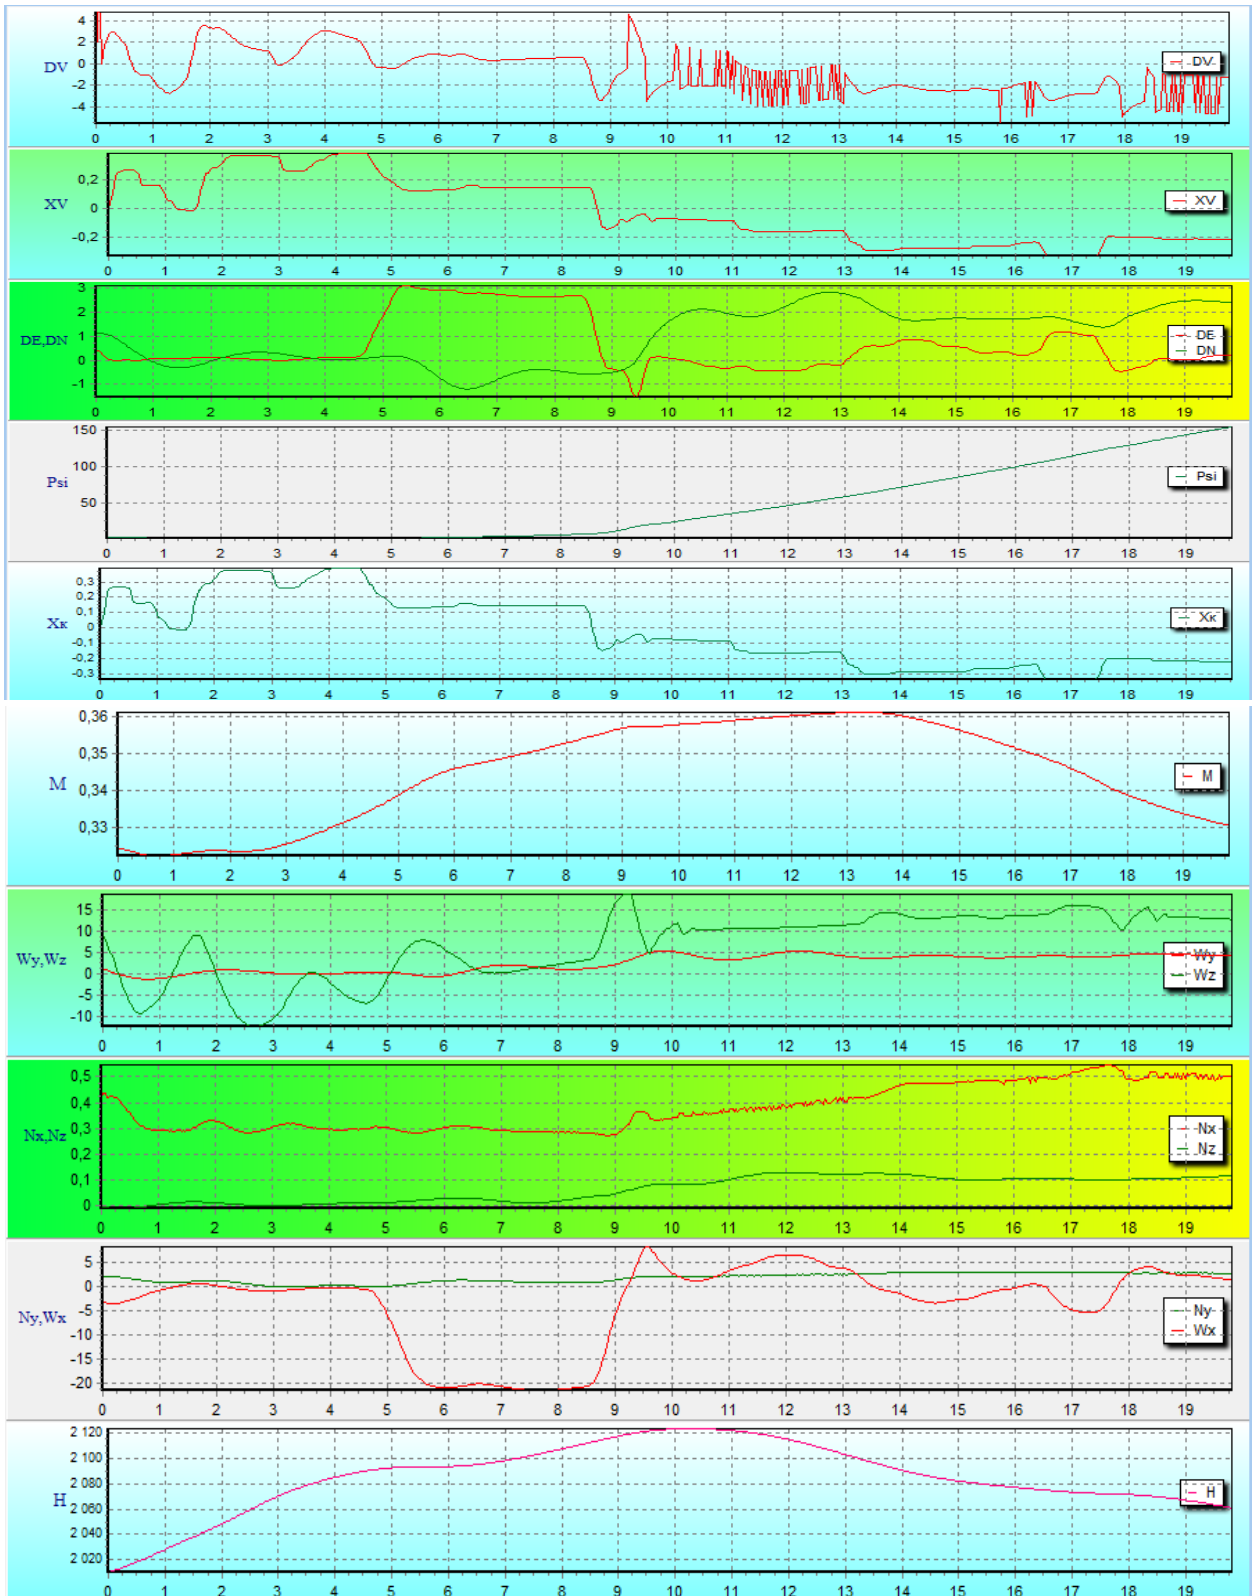 4
2
0
-2
-4
DV
DV
0 1 2 3 4 5 6 7 8 9 10 11 12 13 14 15 16 17 18 19
0,2
0
-0,2
XV
XV
0 1 2 3 4 5 6 7 8 9 10 11 12 13 14 15 16 17 18 19
3
2
1
0
-1
DE,DN
DE
DN
0 1 2 3 4 5 6 7 8 9 10 11 12 13 14 15 16 17 18 19
150
100
50
Psi
Psi
0 1 2 3 4 5 6 7 8 9 10 11 12 13 14 15 16 17 18 19
0,3
0,2
0,1
0
-0,1
-0,2
-0,3
Хк
Хк
0 1 2 3 4 5 6 7 8 9 10 11 12 13 14 15 16 17 18 19
0,36
0,35
0,34
0,33
M
M
0 1 2 3 4 5 6 7 8 9 10 11 12 13 14 15 16 17 18 19
15
10
5
0
-5
-10
Wy,Wz
Wy
Wz
0 1 2 3 4 5 6 7 8 9 10 11 12 13 14 15 16 17 18 19
0,5
0,4
0,3
0,2
0,1
0
Nx,Nz
Nx
Nz
0 1 2 3 4 5 6 7 8 9 10 11 12 13 14 15 16 17 18 19
5
0
-5
-10
-15
-20
Ny,Wx
Ny
Wx
0 1 2 3 4 5 6 7 8 9 10 11 12 13 14 15 16 17 18 19
2 120
2 100
2 080
2 060
2 040
2 020
H
H
0 1 2 3 4 5 6 7 8 9 10 11 12 13 14 15 16 17 18 19